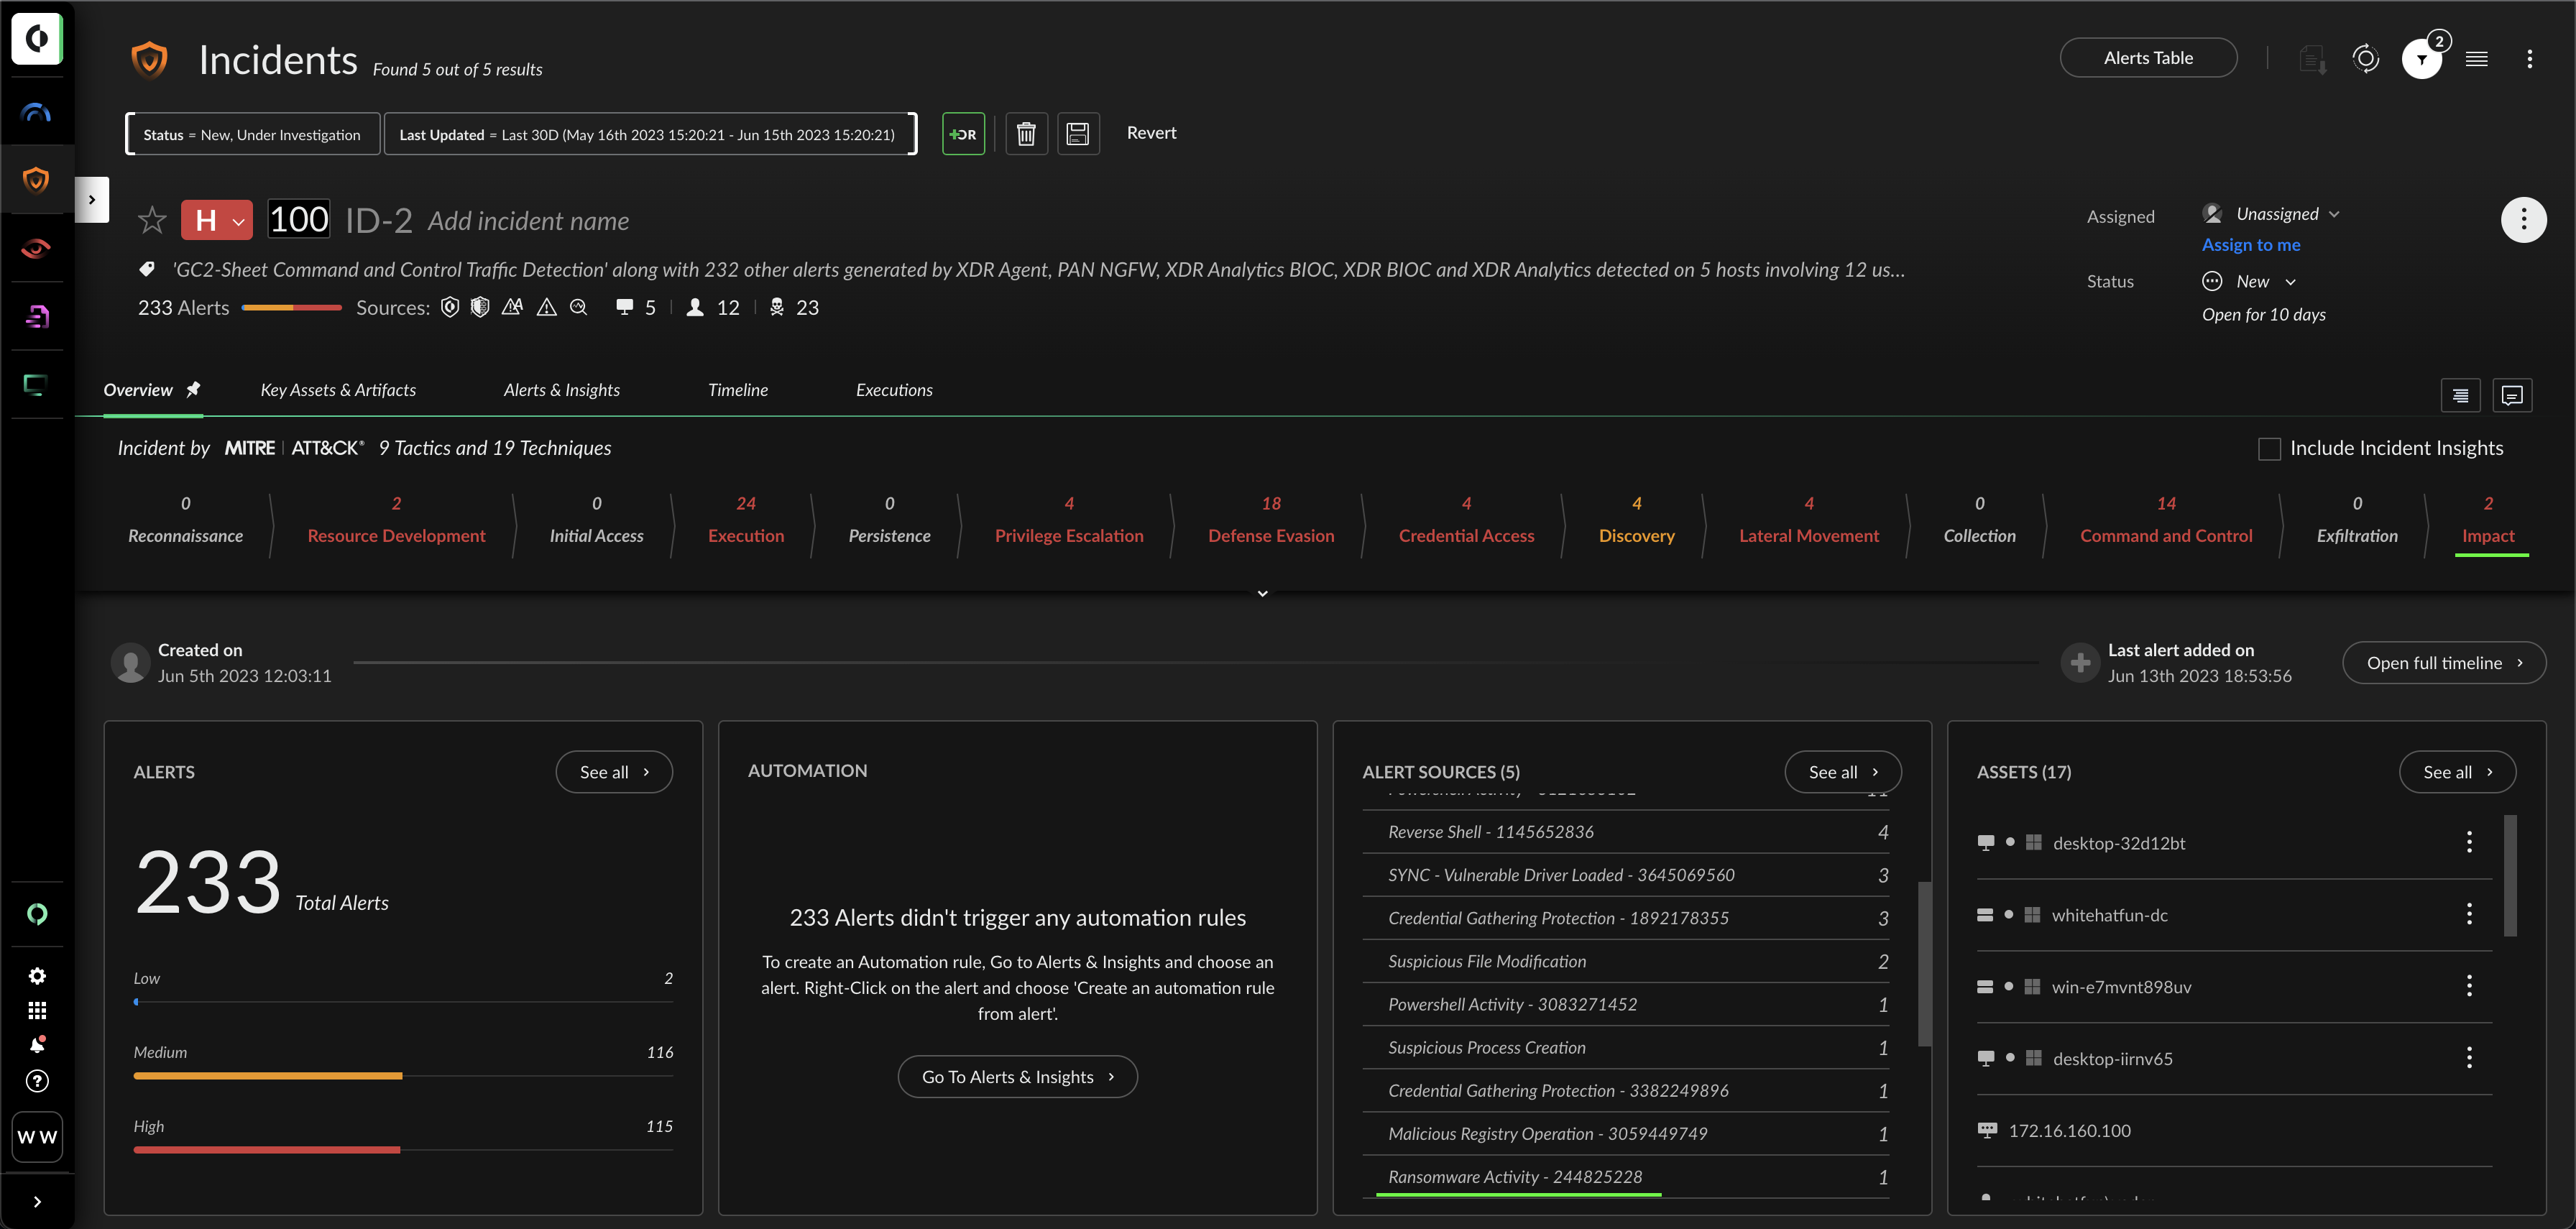 Incidents Found 5 out of 5 results
Alerts Table
2
Status = New, Under Investigation
Last Updated = Last 30D (May 16th 2023 15:20:21 - Jun 15th 2023 15:20:21)
OR
Revert
H 100 ID-2 Add incident name
'GC2-Sheet Command and Control Traffic Detection' along with 232 other alerts generated by XDR Agent, PAN NGFW, XDR Analytics BIOC, XDR BIOC and XDR Analytics detected on 5 hosts involving 12 us...
233 Alerts Sources: 5 12 23
Assigned Unassigned
Assign to me
Status New
Open for 10 days
Overview Key Assets & Artifacts Alerts & Insights Timeline Executions
Incident by MITRE | ATT&CK® 9 Tactics and 19 Techniques
Include Incident Insights
0 2 0 24 0 4 18 4 4 4 0 14 0 2
Reconnaissance Resource Development Initial Access Execution Persistence Privilege Escalation Defense Evasion Credential Access Discovery Lateral Movement Collection Command and Control Exfiltration Impact
Created on
Jun 5th 2023 12:03:11
Last alert added on
Jun 13th 2023 18:53:56
Open full timeline
ALERTS
See all
233 Total Alerts
Low 2
Medium 116
High 115
AUTOMATION
233 Alerts didn't trigger any automation rules
To create an Automation rule, Go to Alerts & Insights and choose an
alert. Right-Click on the alert and choose 'Create an automation rule
from alert'.
Go To Alerts & Insights
ALERT SOURCES (5)
See all
Reverse Shell - 1145652836 4
SYNC - Vulnerable Driver Loaded - 3645069560 3
Credential Gathering Protection - 1892178355 3
Suspicious File Modification 2
Powershell Activity - 3083271452 1
Suspicious Process Creation 1
Credential Gathering Protection - 3382249896 1
Malicious Registry Operation - 3059449749 1
Ransomware Activity - 244825228 1
ASSETS (17)
See all
desktop-32d12bt
whitehatfun-dc
win-e7mvnt898uv
desktop-iirnv65
172.16.160.100
W W